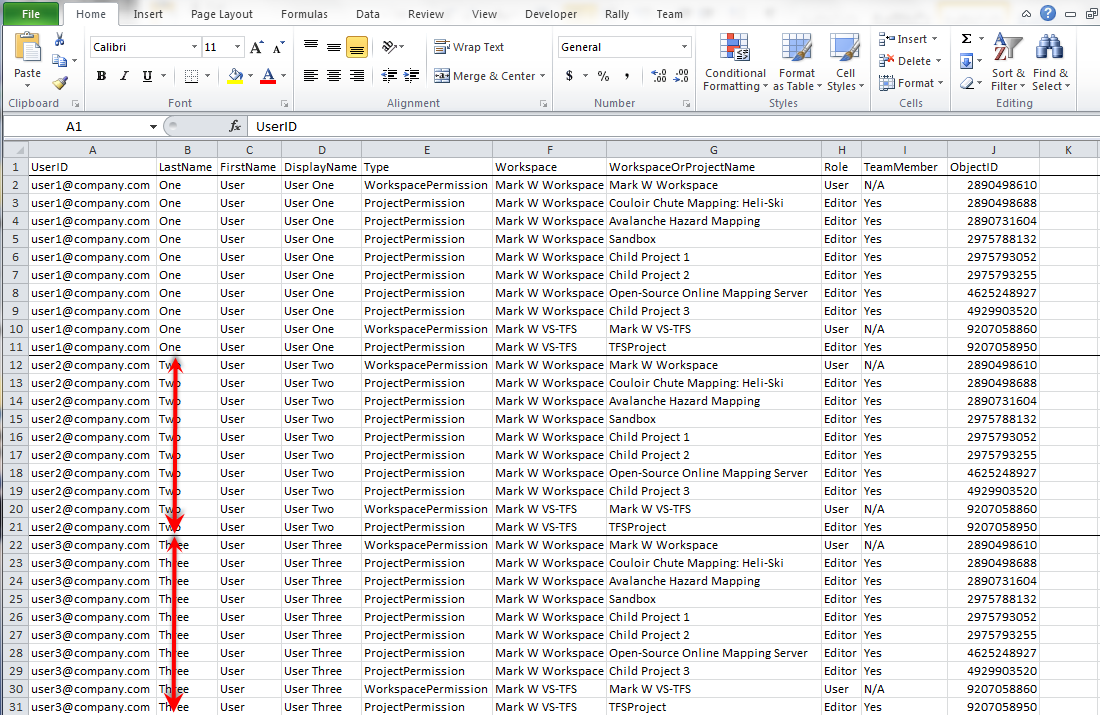 File Home Insert Page Layout Formulas Data Review View Developer Rally Team
Paste
Calibri 11 A A
B I U A
Wrap Text
Merge & Center
General
$ % , .00 .0
Conditional Formatting
Format as Table
Cell Styles
Insert
Delete
Format
Σ
Sort & Filter
Find & Select
Clipboard Font Alignment Number Styles Cells Editing
A1 fx UserID
A B C D E F G H I J K
1 UserID LastName FirstName DisplayName Type Workspace WorkspaceOrProjectName Role TeamMember ObjectID
2 user1@company.com One User User One WorkspacePermission Mark W Workspace Mark W Workspace User N/A 2890498610
3 user1@company.com One User User One ProjectPermission Mark W Workspace Couloir Chute Mapping: Heli-Ski Editor Yes 2890498688
4 user1@company.com One User User One ProjectPermission Mark W Workspace Avalanche Hazard Mapping Editor Yes 2890731604
5 user1@company.com One User User One ProjectPermission Mark W Workspace Sandbox Editor Yes 2975788132
6 user1@company.com One User User One ProjectPermission Mark W Workspace Child Project 1 Editor Yes 2975793052
7 user1@company.com One User User One ProjectPermission Mark W Workspace Child Project 2 Editor Yes 2975793255
8 user1@company.com One User User One ProjectPermission Mark W Workspace Open-Source Online Mapping Server Editor Yes 4625248927
9 user1@company.com One User User One ProjectPermission Mark W Workspace Child Project 3 Editor Yes 4929903520
10 user1@company.com One User User One WorkspacePermission Mark W VS-TFS Mark W VS-TFS User N/A 9207058860
11 user1@company.com One User User One ProjectPermission Mark W VS-TFS TFSProject Editor Yes 9207058950
12 user2@company.com Two User User Two WorkspacePermission Mark W Workspace Mark W Workspace User N/A 2890498610
13 user2@company.com Two User User Two ProjectPermission Mark W Workspace Couloir Chute Mapping: Heli-Ski Editor Yes 2890498688
14 user2@company.com Two User User Two ProjectPermission Mark W Workspace Avalanche Hazard Mapping Editor Yes 2890731604
15 user2@company.com Two User User Two ProjectPermission Mark W Workspace Sandbox Editor Yes 2975788132
16 user2@company.com Two User User Two ProjectPermission Mark W Workspace Child Project 1 Editor Yes 2975793052
17 user2@company.com Two User User Two ProjectPermission Mark W Workspace Child Project 2 Editor Yes 2975793255
18 user2@company.com Two User User Two ProjectPermission Mark W Workspace Open-Source Online Mapping Server Editor Yes 4625248927
19 user2@company.com Two User User Two ProjectPermission Mark W Workspace Child Project 3 Editor Yes 4929903520
20 user2@company.com Two User User Two WorkspacePermission Mark W VS-TFS Mark W VS-TFS User N/A 9207058860
21 user2@company.com Two User User Two ProjectPermission Mark W VS-TFS TFSProject Editor Yes 9207058950
22 user3@company.com Three User User Three WorkspacePermission Mark W Workspace Mark W Workspace User N/A 2890498610
23 user3@company.com Three User User Three ProjectPermission Mark W Workspace Couloir Chute Mapping: Heli-Ski Editor Yes 2890498688
24 user3@company.com Three User User Three ProjectPermission Mark W Workspace Avalanche Hazard Mapping Editor Yes 2890731604
25 user3@company.com Three User User Three ProjectPermission Mark W Workspace Sandbox Editor Yes 2975788132
26 user3@company.com Three User User Three ProjectPermission Mark W Workspace Child Project 1 Editor Yes 2975793052
27 user3@company.com Three User User Three ProjectPermission Mark W Workspace Child Project 2 Editor Yes 2975793255
28 user3@company.com Three User User Three ProjectPermission Mark W Workspace Open-Source Online Mapping Server Editor Yes 4625248927
29 user3@company.com Three User User Three ProjectPermission Mark W Workspace Child Project 3 Editor Yes 4929903520
30 user3@company.com Three User User Three WorkspacePermission Mark W VS-TFS Mark W VS-TFS User N/A 9207058860
31 user3@company.com Three User User Three ProjectPermission Mark W VS-TFS TFSProject Editor Yes 9207058950